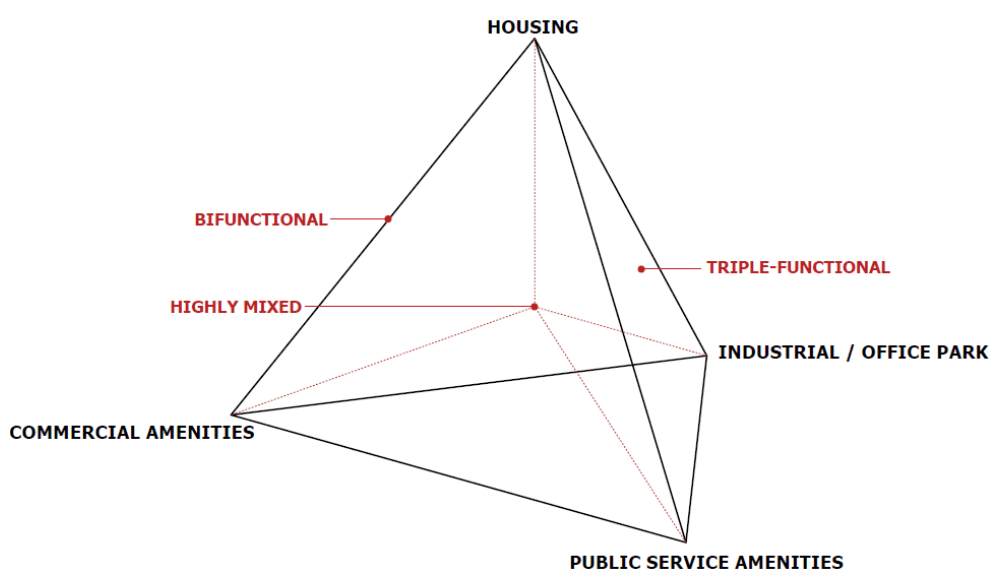 HOUSING
BIFUNCTIONAL
TRIPLE-FUNCTIONAL
HIGHLY MIXED
INDUSTRIAL / OFFICE PARK
COMMERCIAL AMENITIES
PUBLIC SERVICE AMENITIES